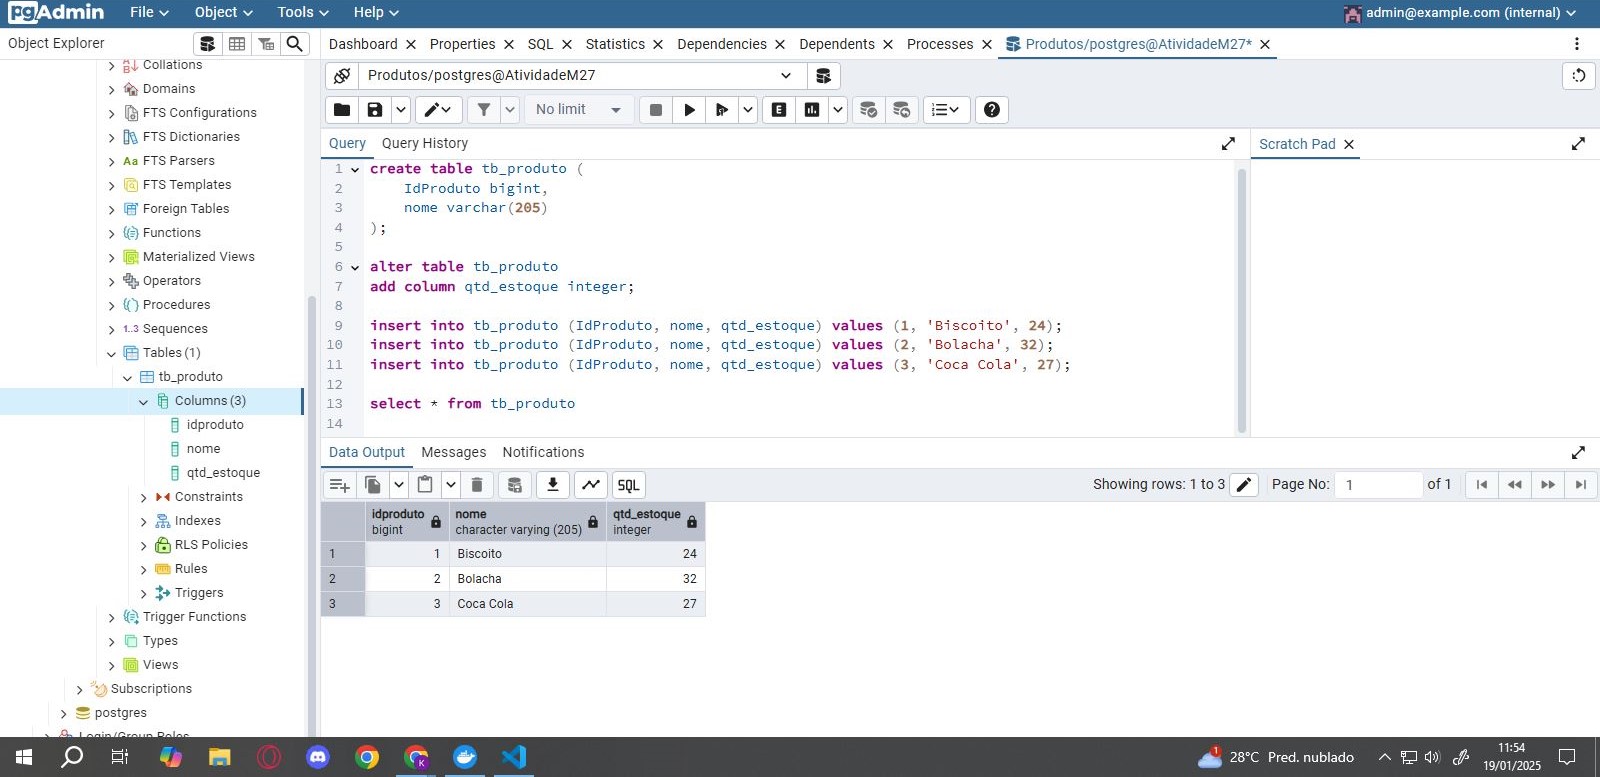 pgAdmin File Object Tools Help admin@example.com (internal)
Object Explorer
Dashboard Properties SQL Statistics Dependencies Dependents Processes Produtos/postgres@AtividadeM27*
Collations
Domains
FTS Configurations
FTS Dictionaries
Aa FTS Parsers
FTS Templates
Foreign Tables
Functions
Materialized Views
Operators
Procedures
1..3 Sequences
Tables (1)
tb_produto
Columns (3)
idproduto
nome
qtd_estoque
Constraints
Indexes
RLS Policies
Rules
Triggers
Trigger Functions
Types
Views
Subscriptions
postgres
Login/Group Roles
Produtos/postgres@AtividadeM27
No limit E
Query Query History
Scratch Pad
1 create table tb_produto (
2 IdProduto bigint,
3 nome varchar(205)
4 );
5
6 alter table tb_produto
7 add column qtd_estoque integer;
8
9 insert into tb_produto (IdProduto, nome, qtd_estoque) values (1, 'Biscoito', 24);
10 insert into tb_produto (IdProduto, nome, qtd_estoque) values (2, 'Bolacha', 32);
11 insert into tb_produto (IdProduto, nome, qtd_estoque) values (3, 'Coca Cola', 27);
12
13 select * from tb_produto
14
Data Output Messages Notifications
SQL Showing rows: 1 to 3 Page No: 1 of 1
idproduto nome qtd_estoque
bigint character varying (205) integer
1 1 Biscoito 24
2 2 Bolacha 32
3 3 Coca Cola 27
K 1 28°C Pred. nublado 11:54
19/01/2025